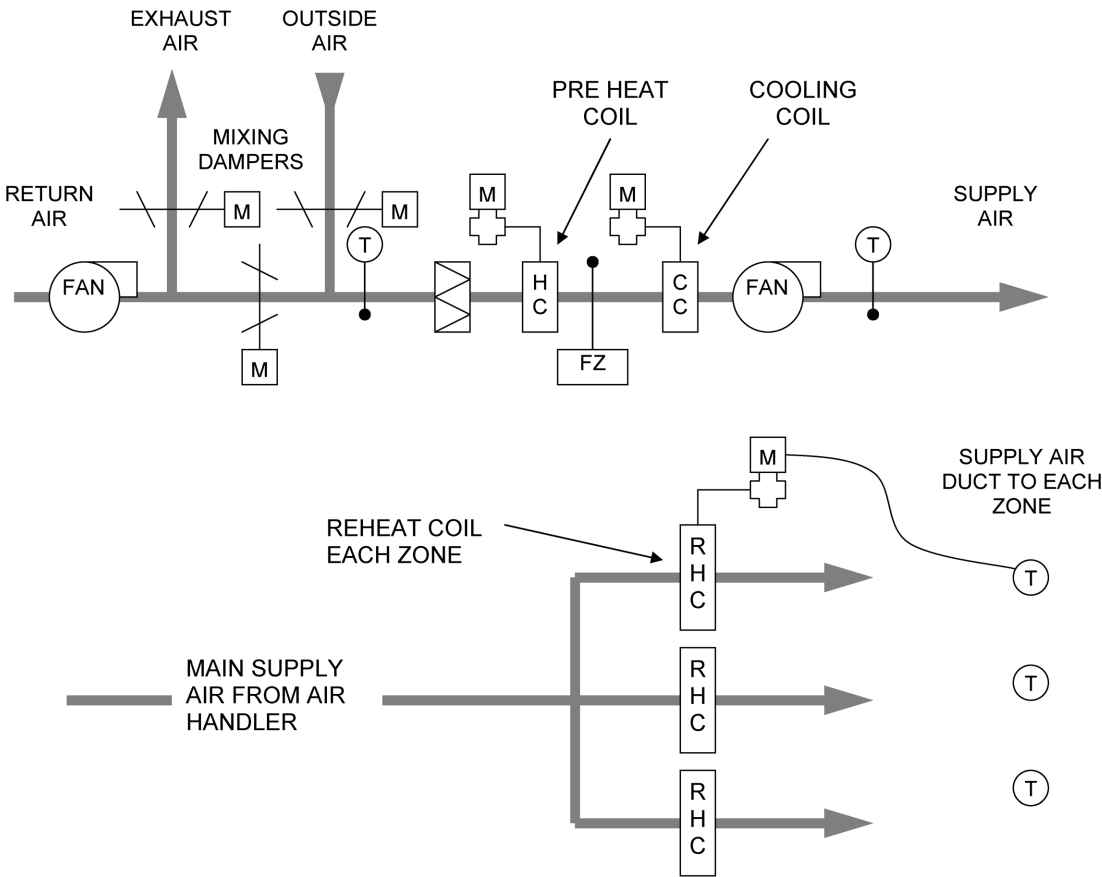 EXHAUST
AIR
OUTSIDE
AIR
PRE HEAT
COIL
COOLING
COIL
MIXING
DAMPERS
RETURN
AIR
M
M
M
M
SUPPLY
AIR
T
T
FAN
H
C
C
C
FAN
M
FZ
M
SUPPLY AIR
DUCT TO EACH
ZONE
REHEAT COIL
EACH ZONE
R
H
C
T
MAIN SUPPLY
AIR FROM AIR
HANDLER
R
H
C
T
R
H
C
T